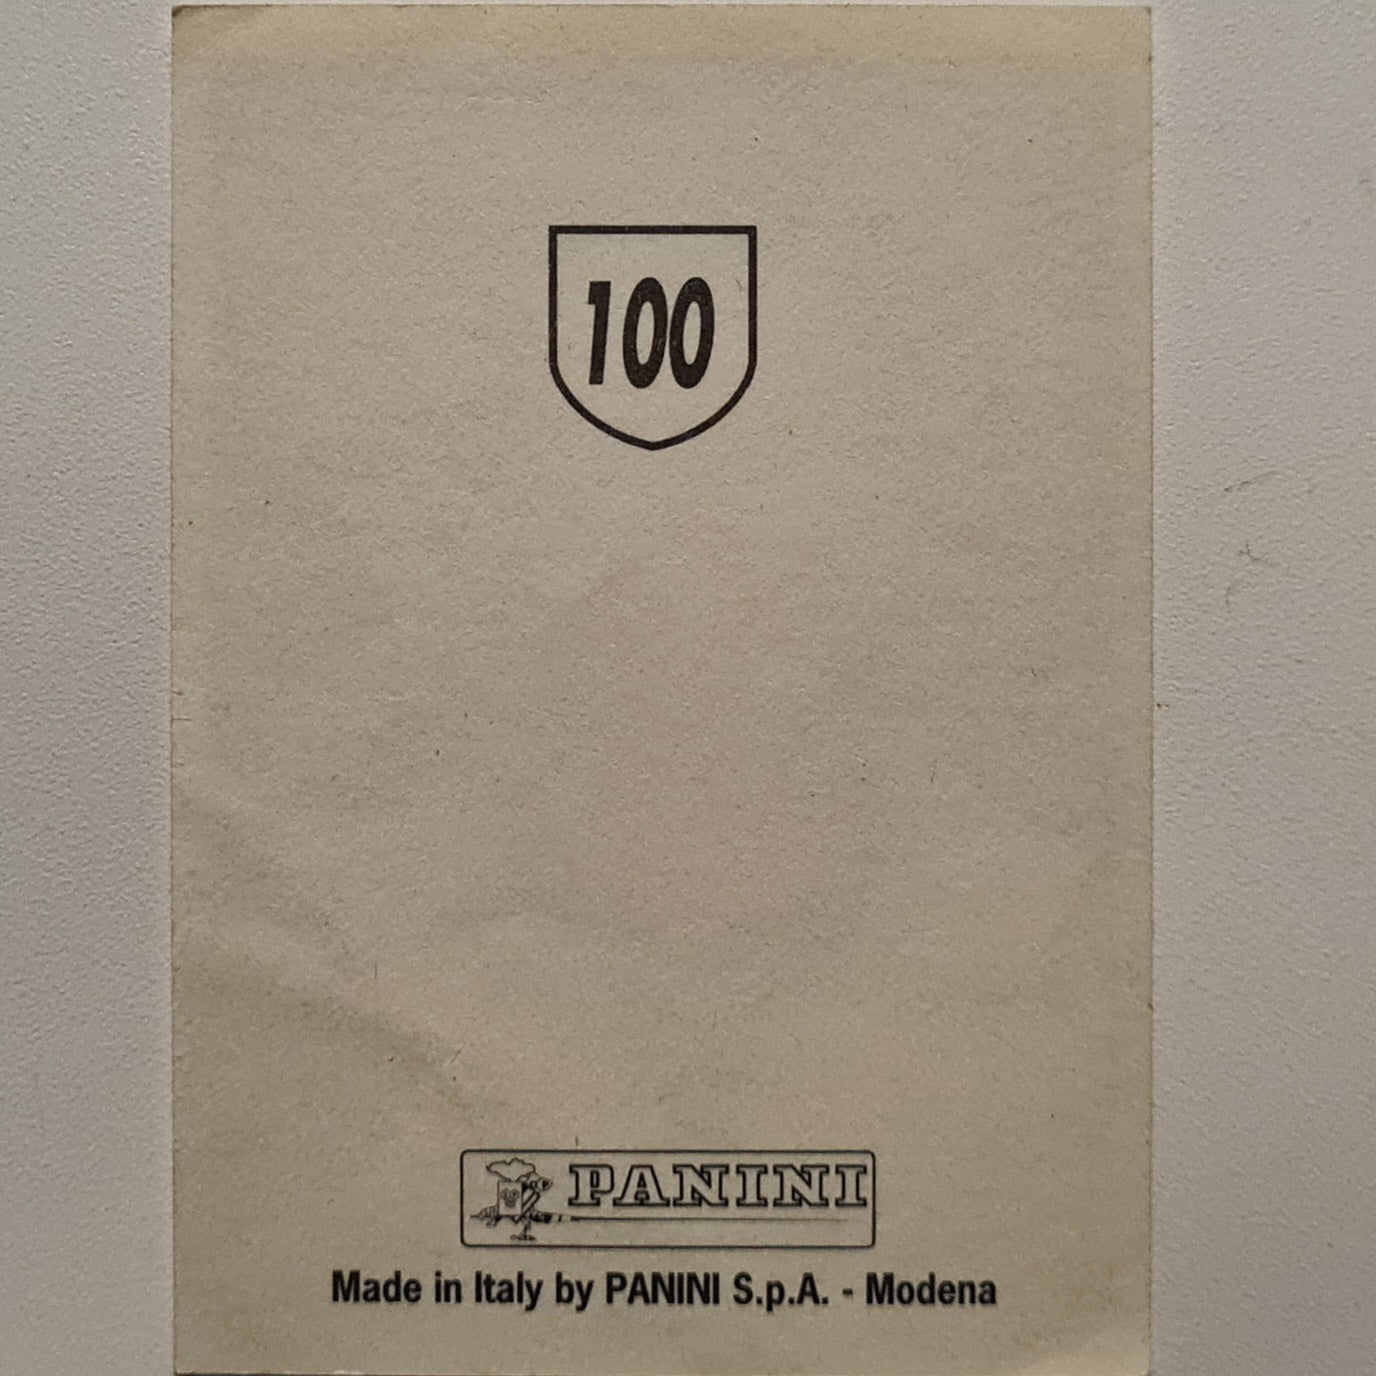 100
PANINI
Made in Italy by PANINI S.p.A. - Modena